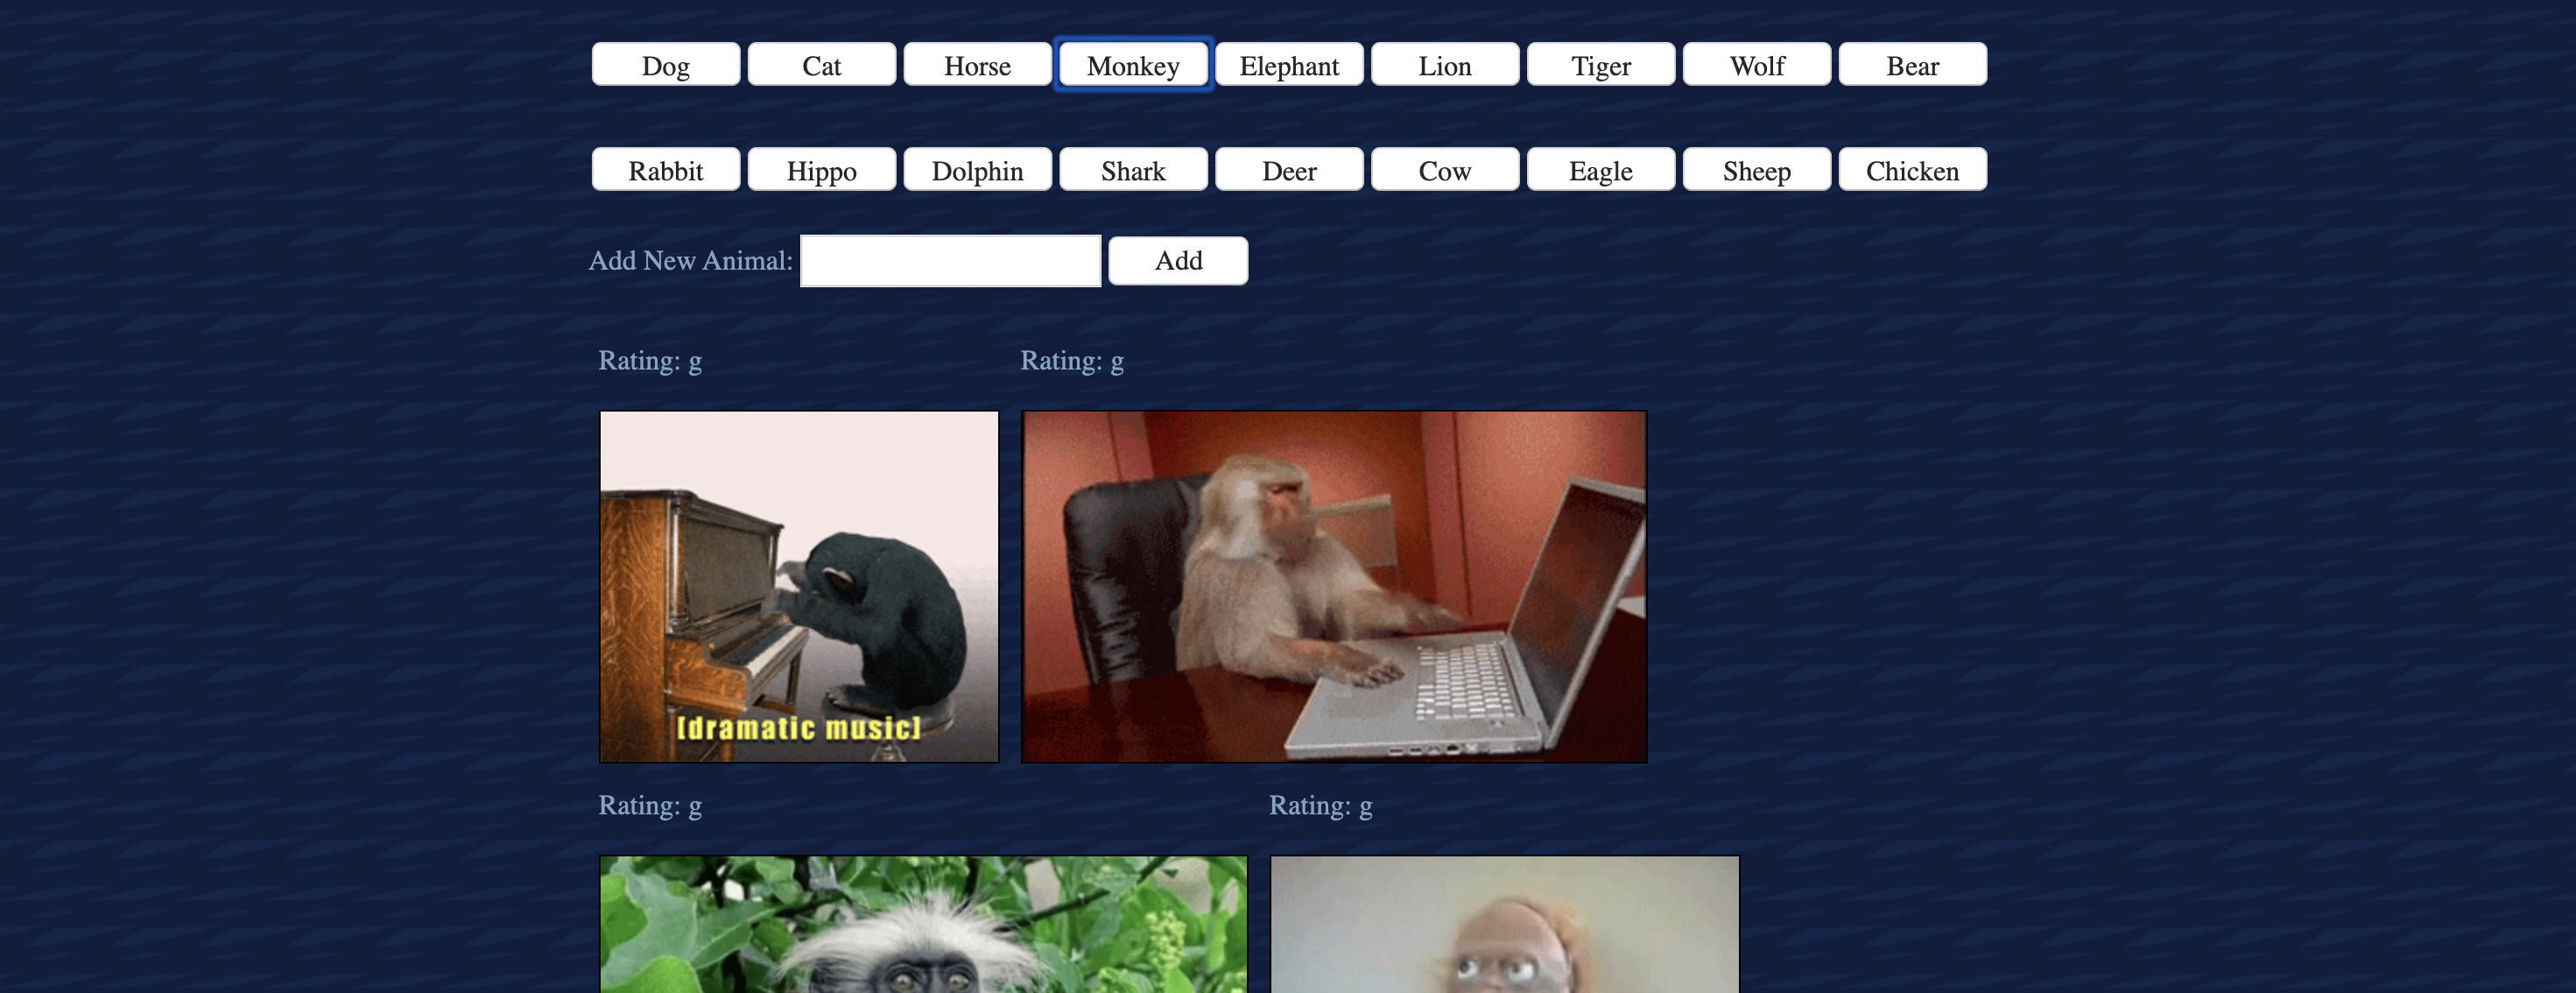 Dog Cat Horse Monkey Elephant Lion Tiger Wolf Bear
Rabbit Hippo Dolphin Shark Deer Cow Eagle Sheep Chicken
Add New Animal: Add
Rating: g Rating: g
[dramatic music]
Rating: g Rating: g